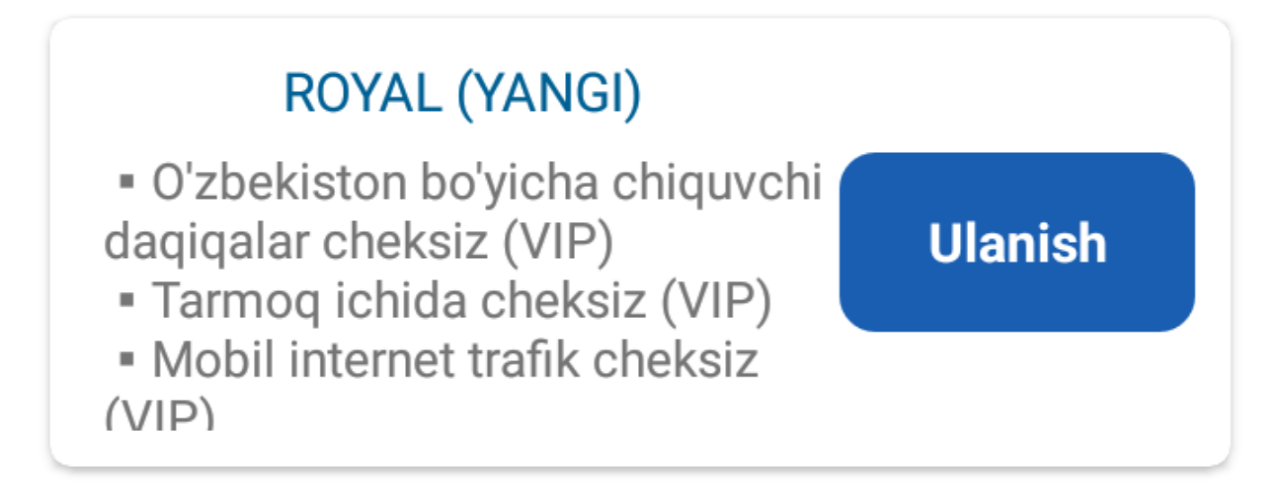 ROYAL (YANGI)
▪ O'zbekiston bo'yicha chiquvchi
daqiqalar cheksiz (VIP)
▪ Tarmoq ichida cheksiz (VIP)
▪ Mobil internet trafik cheksiz
(VIP)
Ulanish